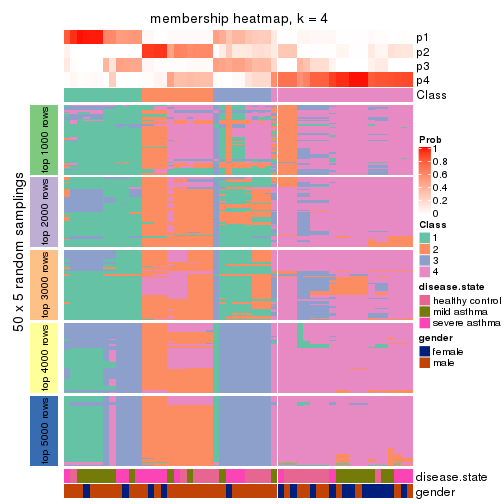 membership heatmap, k = 4
p1
p2
p3
p4
Class
50 x 5 random samplings
top 1000 rows
top 2000 rows
top 3000 rows
top 4000 rows
top 5000 rows
disease.state
gender
Prob
1
0.8
0.6
0.4
0.2
0
Class
1
2
3
4
disease.state
healthy control
mild asthma
severe asthma
gender
female
male